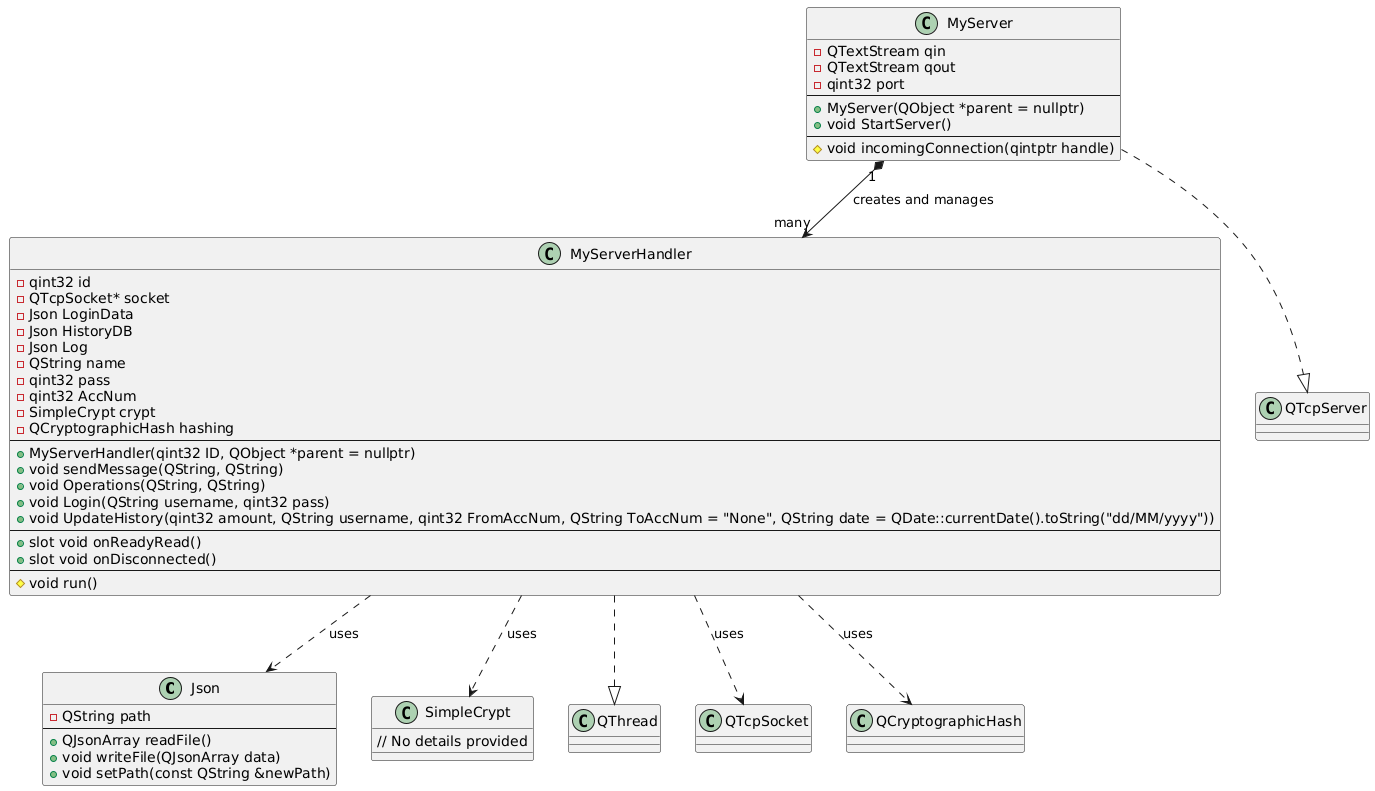 C MyServer
QTextStream qin
QTextStream qout
qint32 port
MyServer(QObject *parent = nullptr)
void StartServer()
void incomingConnection(qintptr handle)
1
creates and manages
many
C MyServerHandler
qint32 id
QTcpSocket* socket
Json LoginData
Json HistoryDB
Json Log
QString name
qint32 pass
qint32 AccNum
SimpleCrypt crypt
QCryptographicHash hashing
MyServerHandler(qint32 ID, QObject *parent = nullptr)
void sendMessage(QString, QString)
void Operations(QString, QString)
void Login(QString username, qint32 pass)
void UpdateHistory(qint32 amount, QString username, qint32 FromAccNum, QString ToAccNum = "None", QString date = QDate::currentDate().toString("dd/MM/yyyy"))
slot void onReadyRead()
slot void onDisconnected()
void run()
C QTcpServer
uses
uses
uses
uses
C Json
QString path
QJsonArray readFile()
void writeFile(QJsonArray data)
void setPath(const QString &newPath)
C SimpleCrypt
// No details provided
C QThread
C QTcpSocket
C QCryptographicHash